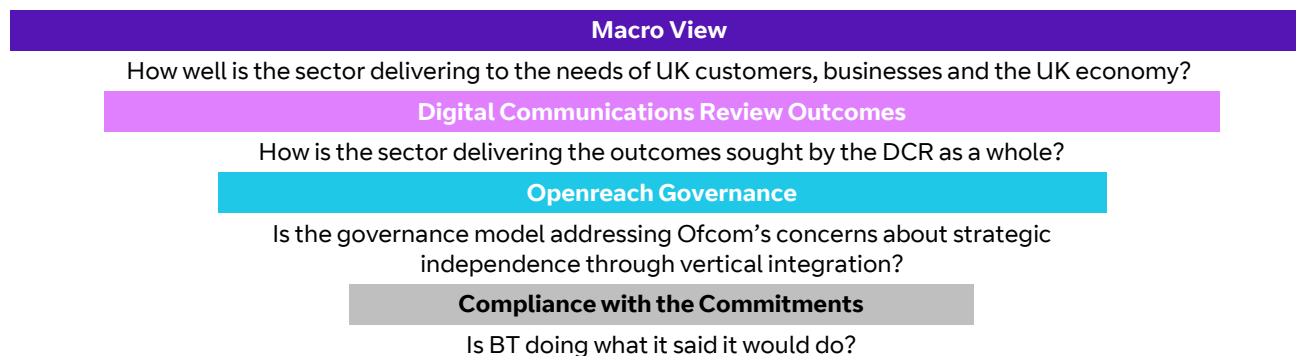 Macro View
How well is the sector delivering to the needs of UK customers, businesses and the UK economy?
Digital Communications Review Outcomes
How is the sector delivering the outcomes sought by the DCR as a whole?
Openreach Governance
Is the governance model addressing Ofcom’s concerns about strategic
independence through vertical integration?
Compliance with the Commitments
Is BT doing what it said it would do?